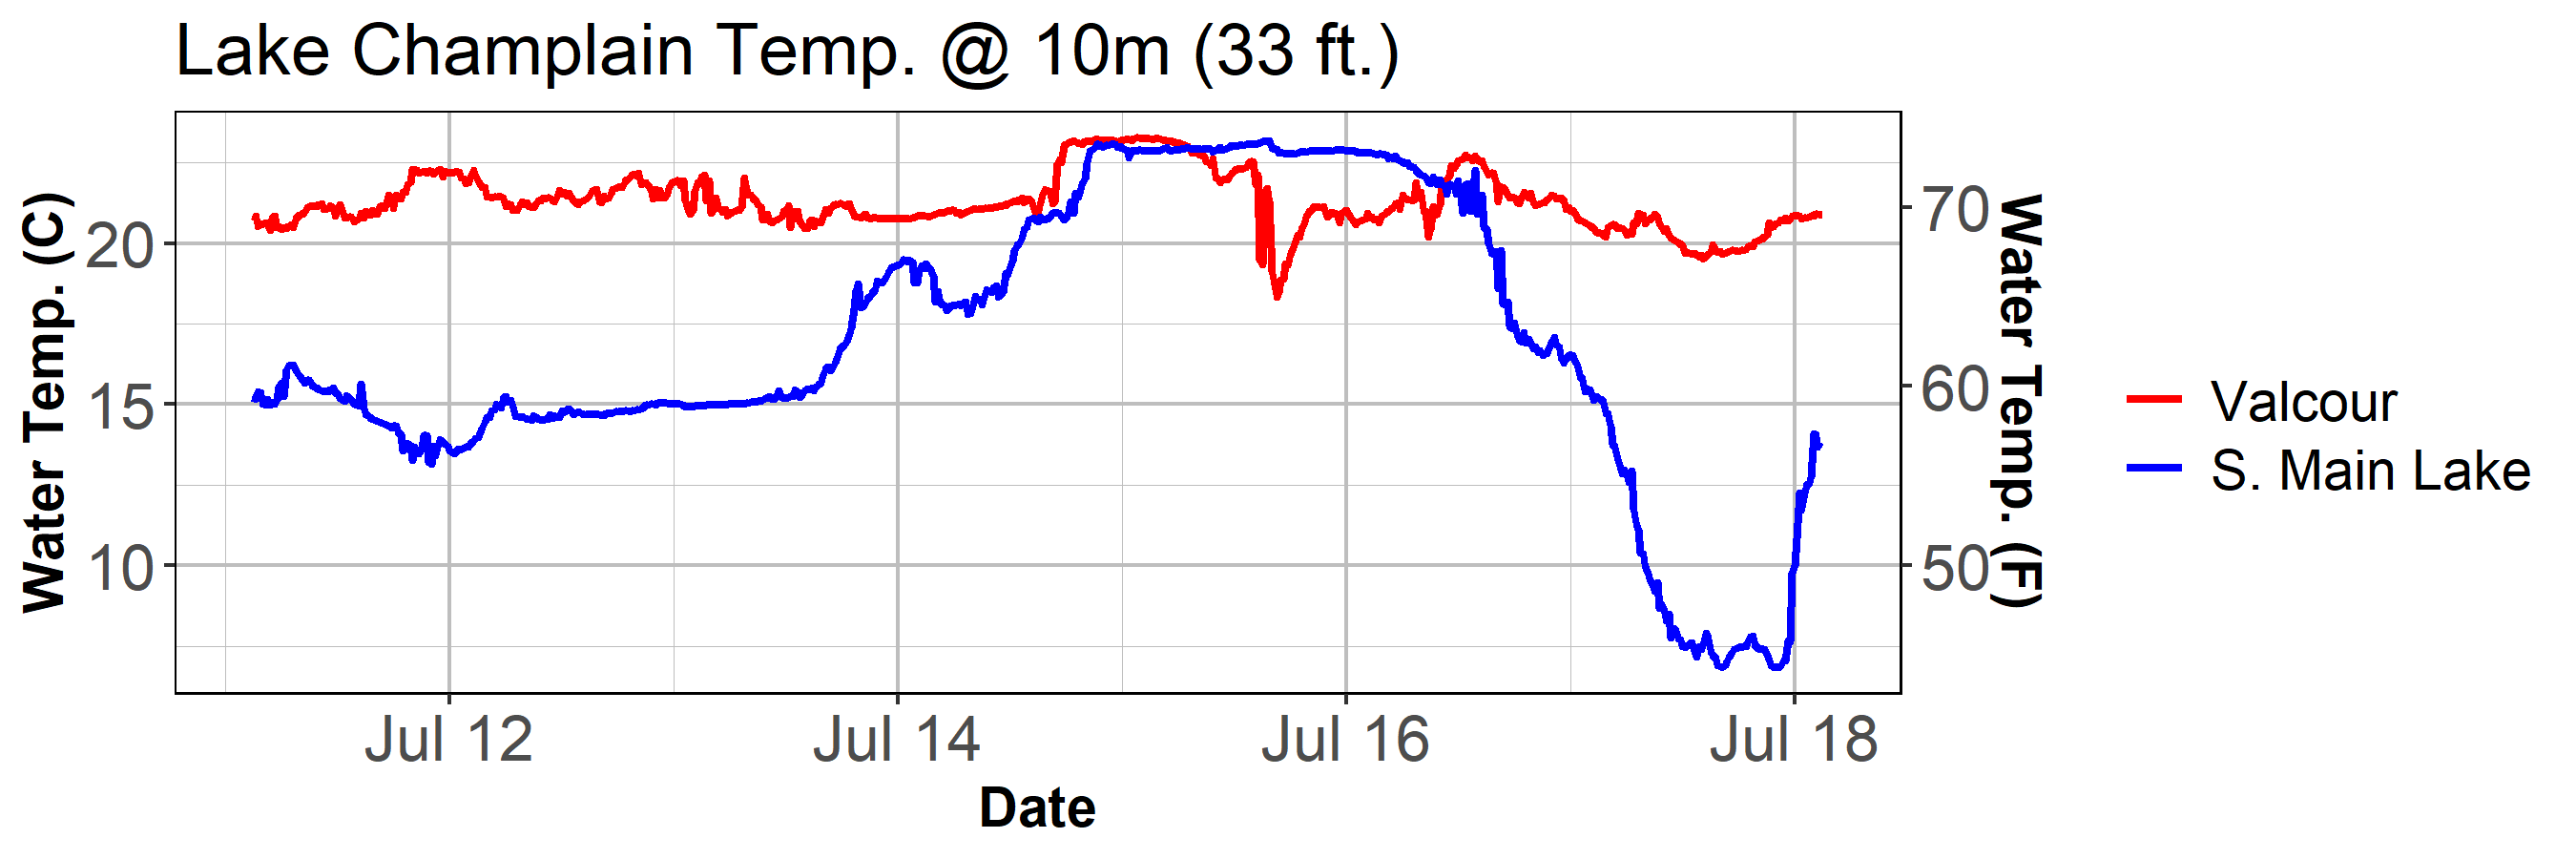 Lake Champlain Temp. @ 10m (33 ft.)
Water Temp. (C)
20
15
10
70
60
50
Water Temp. (F)
Jul 12
Jul 14
Jul 16
Jul 18
Date
Valcour
S. Main Lake